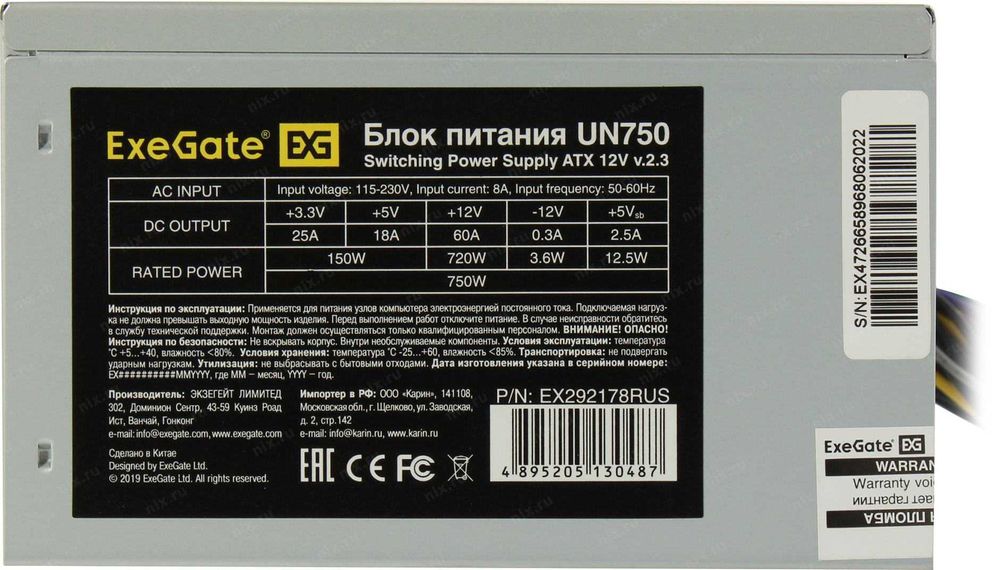 ExeGate® EXG Блок питания UN750
Switching Power Supply ATX 12V v.2.3
AC INPUT Input voltage: 115-230V, Input current: 8A, Input frequency: 50-60Hz
DC OUTPUT +3.3V +5V +12V -12V +5Vsb
25A 18A 60A 0.3A 2.5A
RATED POWER 150W 720W 3.6W 12.5W
750W
Инструкция по эксплуатации: Применяется для питания узлов компьютера электроэнергией постоянного тока. Подключаемая нагруз-
ка не должна превышать выходную мощность изделия. Перед выполнением работ отключите питание. В случае неисправности обратитесь
в службу технической поддержки. Монтаж должен осуществляться только квалифицированным персоналом. ВНИМАНИЕ! ОПАСНО!
Инструкция по безопасности: Не вскрывать корпус. Внутри необслуживаемые компоненты. Условия эксплуатации: температура
°C +5...+40, влажность <80%. Условия хранения: температура °C -25...+60, влажность <85%. Транспортировка: не подвергать
ударным нагрузкам. Утилизация: не выбрасывать с бытовыми отходами. Дата изготовления указана в серийном номере:
EX##########MMYYYY, где ММ – месяц, YYYY – год.
Производитель: ЭКЗЕГЕЙТ ЛИМИТЕД
302, Доминион Сентр, 43-59 Куинз Роад
Ист, Ванчай, Гонконг
e-mail: info@exegate.com, www.exegate.com
Сделано в Китае
Designed by ExeGate Ltd.
© 2019 ExeGate Ltd. All rights reserved.
Импортер в РФ: ООО «Карин», 141108,
Московская обл., г. Щелково, ул. Заводская,
д. 2, стр.142
e-mail: info@karin.ru, www.karin.ru
EAC CE FC
P/N: EX292178RUS
4 895205 130487
S/N: EX4726658968062022
ExeGate EXG
WARRAN
Warranty voi
нает гарантии
Я ПЛОМБА
nix.ru